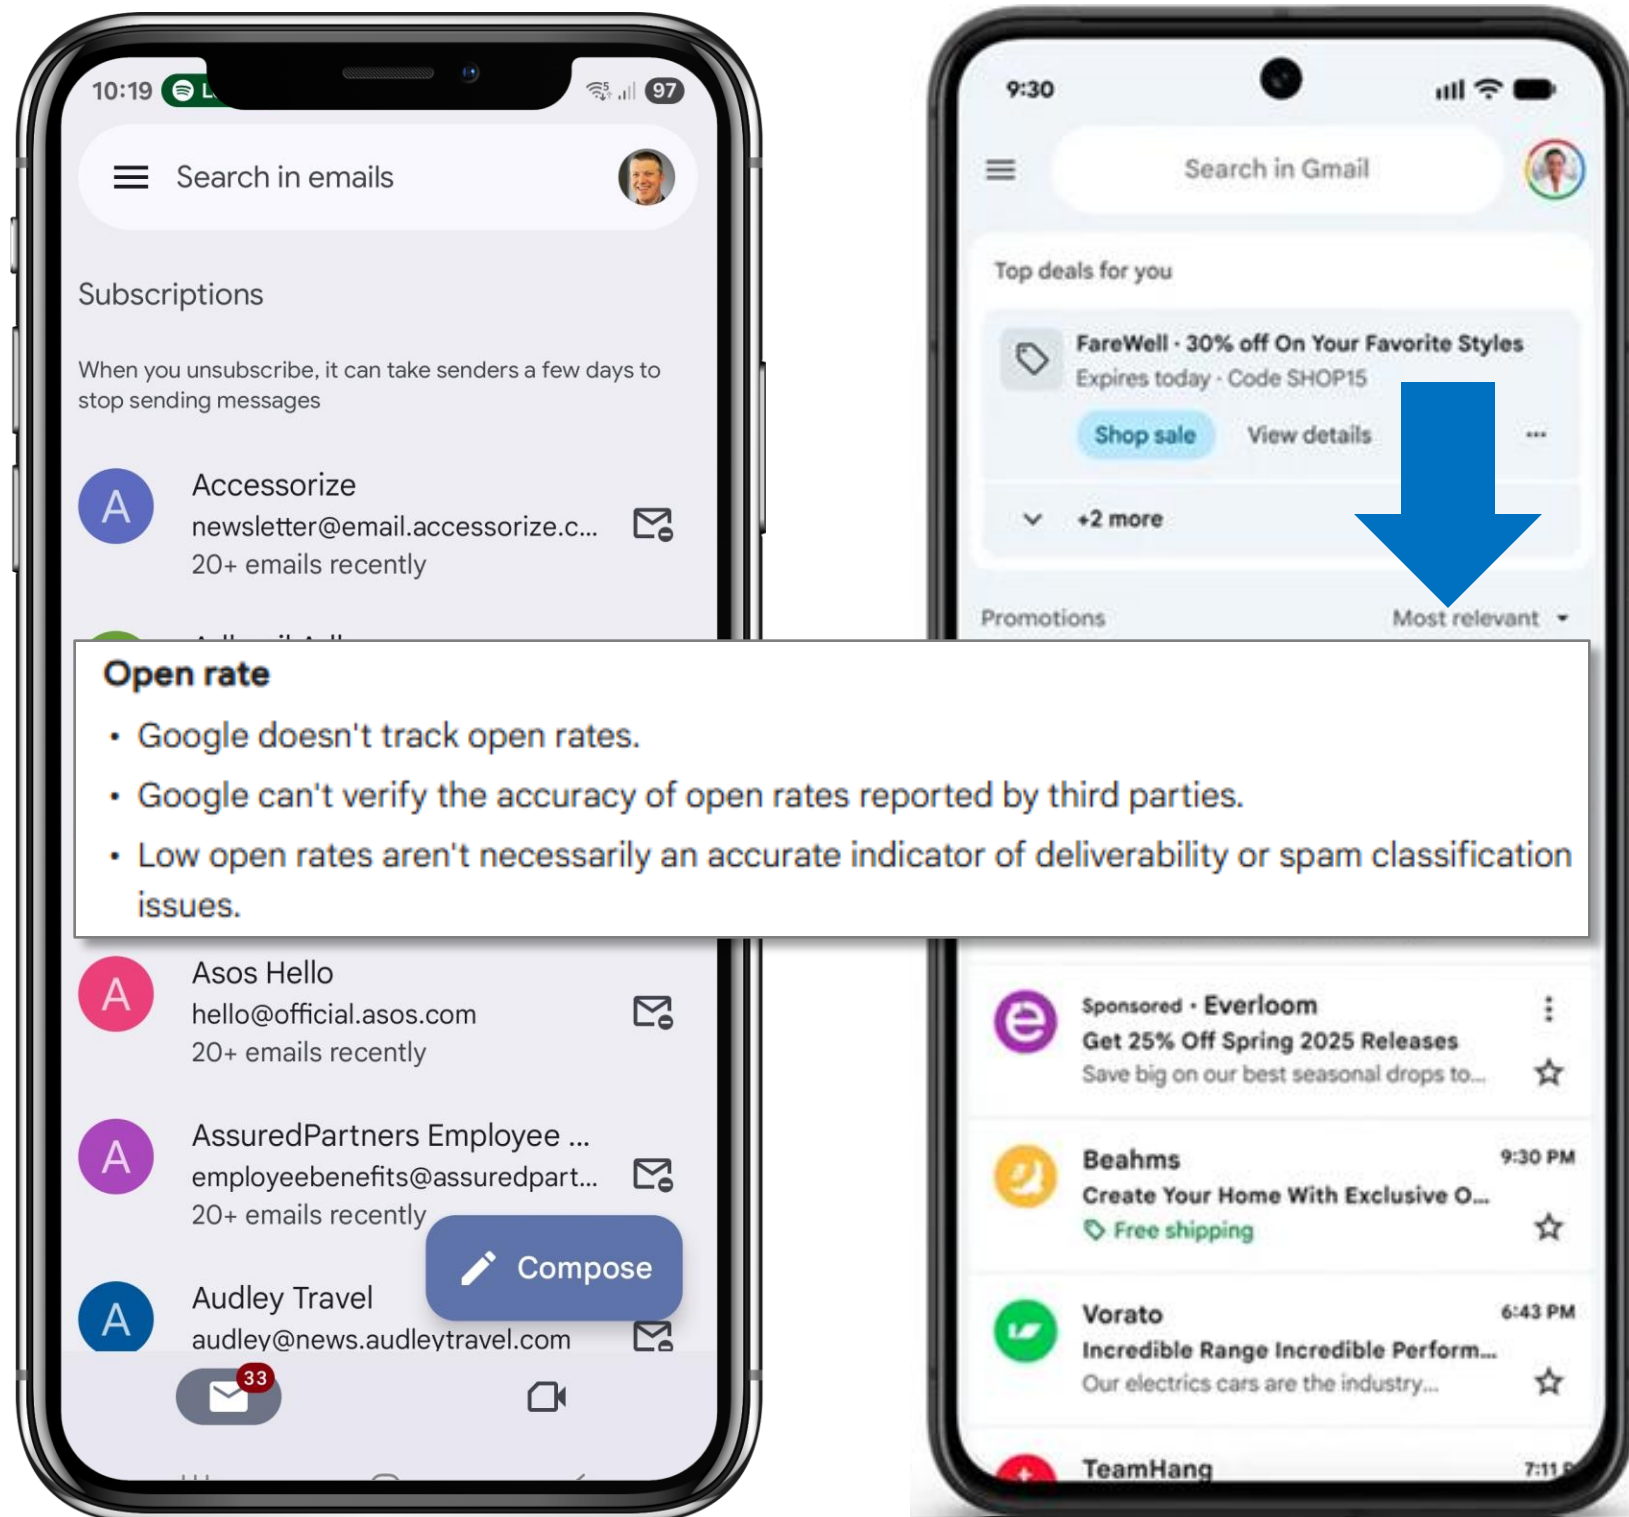 10:19
97
Search in emails
Subscriptions
When you unsubscribe, it can take senders a few days to
stop sending messages
A
Accessorize
newsletter@email.accessorize.c...
20+ emails recently
9:30
Search in Gmail
Top deals for you
FareWell · 30% off On Your Favorite Styles
Expires today · Code SHOP15
Shop sale
View details
+2 more
Promotions
Most relevant
Open rate
• Google doesn't track open rates.
• Google can't verify the accuracy of open rates reported by third parties.
• Low open rates aren't necessarily an accurate indicator of deliverability or spam classification
issues.
A
Asos Hello
hello@official.asos.com
20+ emails recently
A
AssuredPartners Employee ...
employeebenefits@assuredpart...
20+ emails recently
Compose
A
Audley Travel
audley@news.audleytravel.com
33
e
Sponsored · Everloom
Get 25% Off Spring 2025 Releases
Save big on our best seasonal drops to...
Beahms
9:30 PM
Create Your Home With Exclusive O...
Free shipping
Vorato
6:43 PM
Incredible Range Incredible Perform...
Our electrics cars are the industry...
TeamHang
7:11